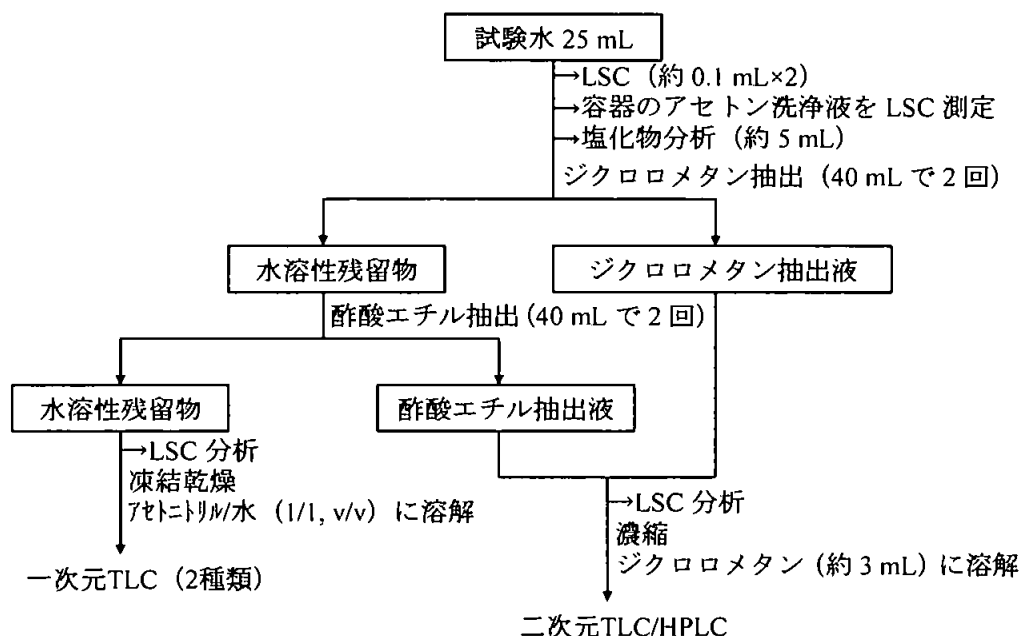 試験水 25 mL
→LSC（約 0.1 mL×2）
→容器のアセトン洗浄液を LSC 測定
→塩化物分析（約 5 mL）
ジクロロメタン抽出（40 mL で 2 回）
水溶性残留物
ジクロロメタン抽出液
酢酸エチル抽出（40 mL で 2 回）
水溶性残留物
酢酸エチル抽出液
→LSC 分析
凍結乾燥
ｱｾﾄﾆﾄﾘﾙ/水（1/1, v/v）に溶解
→LSC 分析
濃縮
ジクロロメタン（約 3 mL）に溶解
一次元TLC（2種類）
二次元TLC/HPLC